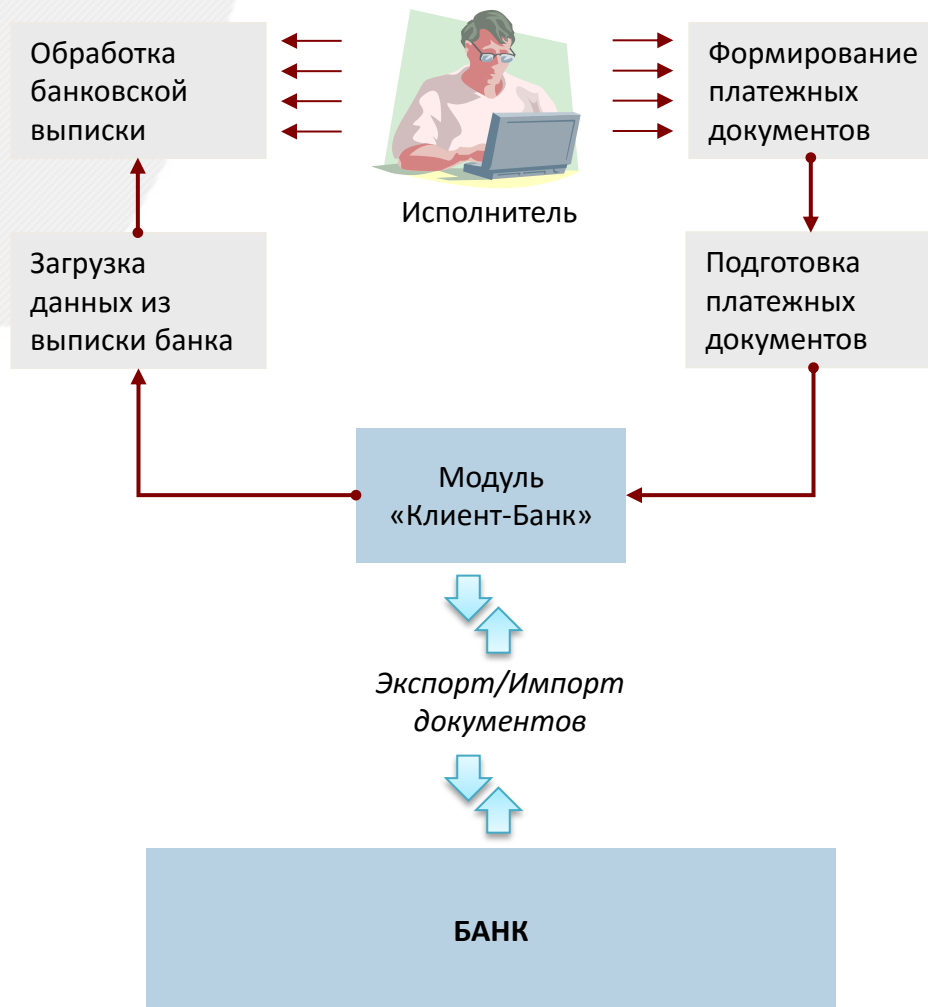 Обработка
банковской
выписки
Исполнитель
Формирование
платежных
документов
Загрузка
данных из
выписки банка
Подготовка
платежных
документов
Модуль
«Клиент-Банк»
Экспорт/Импорт
документов
БАНК